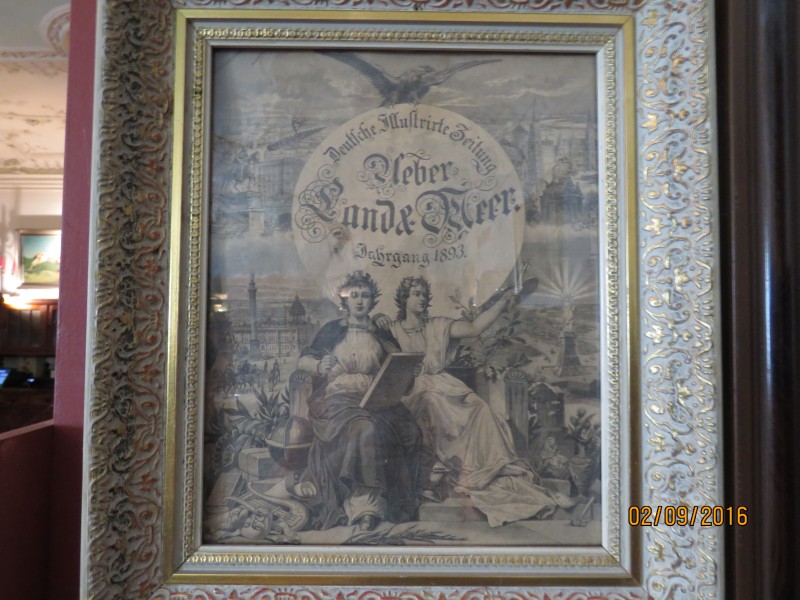 Deutsche Illustrirte Zeitung
Ueber
Land & Meer.
Jahrgang 1893.
02/09/2016